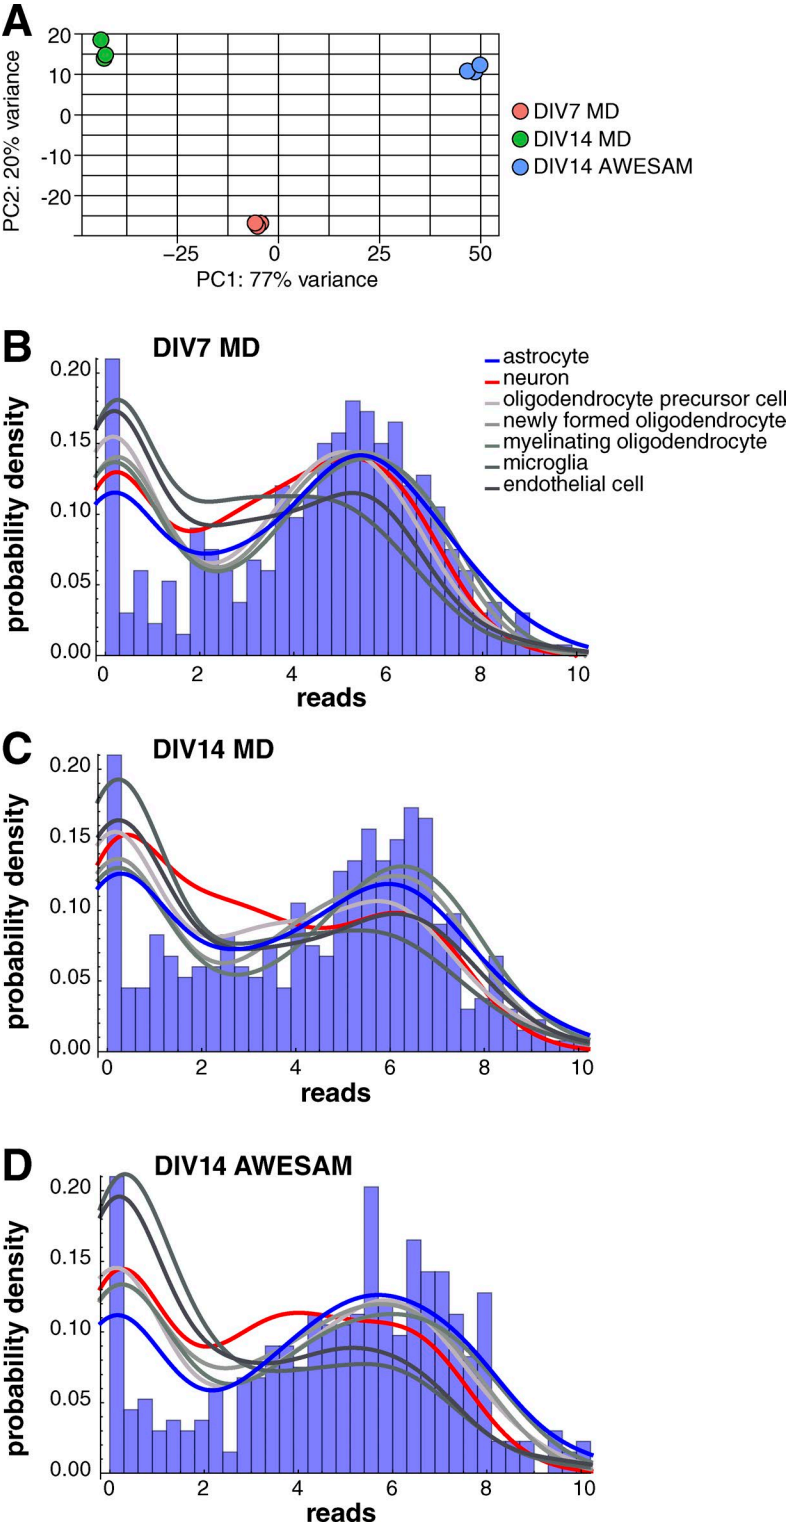 A
PC2: 20% variance
20
10
0
-10
-20
−25
0
25
50
PC1: 77% variance
DIV7 MD
DIV14 MD
DIV14 AWESAM
B
DIV7 MD
probability density
0.20
0.15
0.10
0.05
0.00
0
2
4
6
8
10
reads
astrocyte
neuron
oligodendrocyte precursor cell
newly formed oligodendrocyte
myelinating oligodendrocyte
microglia
endothelial cell
C
DIV14 MD
probability density
0.20
0.15
0.10
0.05
0.00
0
2
4
6
8
10
reads
D
DIV14 AWESAM
probability density
0.20
0.15
0.10
0.05
0.00
0
2
4
6
8
10
reads